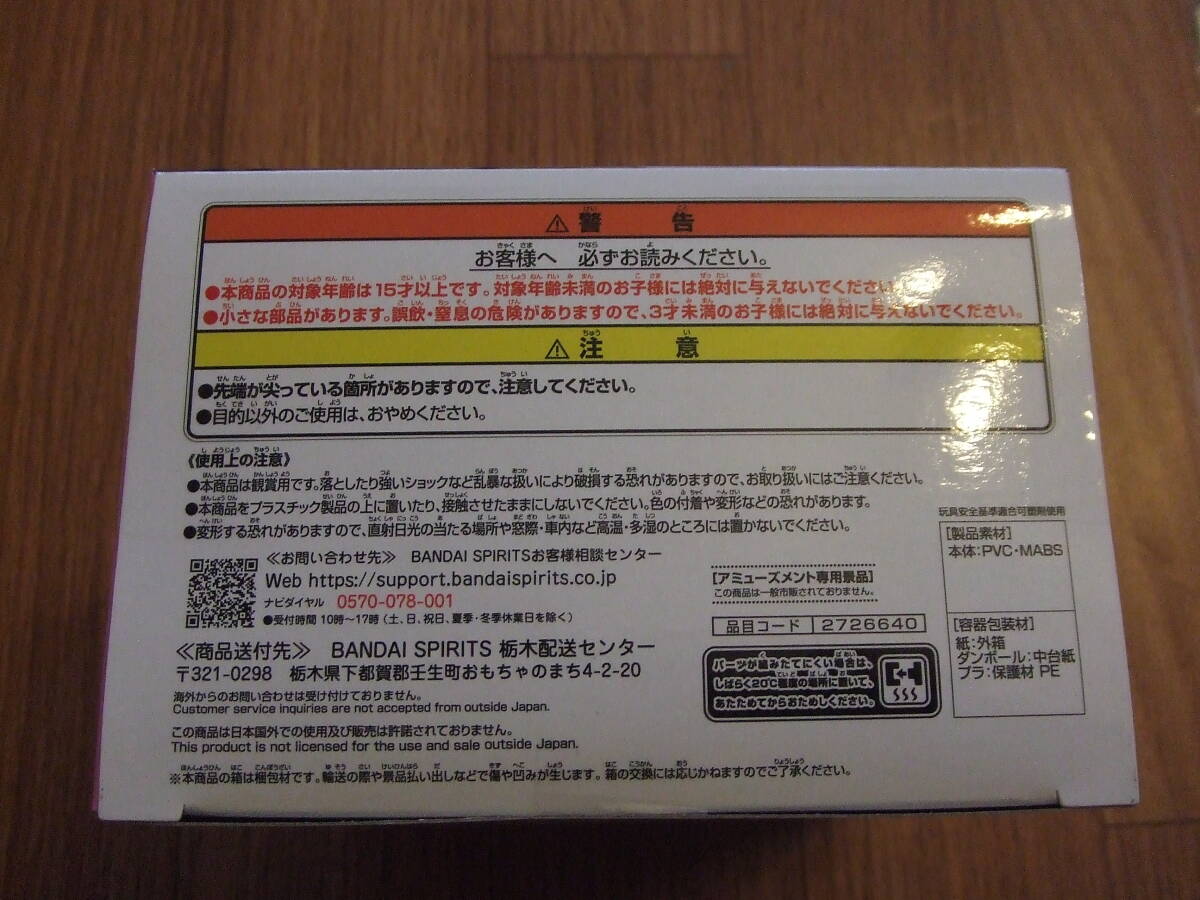 ⚠警告
お客様へ 必ずお読みください。
●本商品の対象年齢は15才以上です。対象年齢未満のお子様には絶対に与えないでください。
●小さな部品があります。誤飲・窒息の危険がありますので、3才未満のお子様には絶対に与えないでください。
⚠注意
●先端が尖っている箇所がありますので、注意してください。
●目的以外のご使用は、おやめください。
《使用上の注意》
●本商品は観賞用です。落としたり強いショックなど乱暴な扱いにより破損する恐れがありますので、お取り扱いにはご注意ください。
●本商品をプラスチック製品の上に置いたり、接触させたままにしないでください。色の付着や変形などの恐れがあります。
●変形する恐れがありますので、直射日光の当たる場所や窓際・車内など高温・多湿のところには置かないでください。
≪お問い合わせ先≫ BANDAI SPIRITSお客様相談センター
Web https://support.bandaispirits.co.jp
ナビダイヤル 0570-078-001
●受付時間 10時〜17時（土、日、祝日、夏季・冬季休業日を除く）
≪商品送付先≫ BANDAI SPIRITS 栃木配送センター
〒321-0298 栃木県下都賀郡壬生町おもちゃのまち4-2-20
海外からのお問い合わせは受け付けておりません。
Customer service inquiries are not accepted from outside Japan.
この商品は日本国外での使用及び販売は許諾されておりません。
This product is not licensed for the use and sale outside Japan.
※本商品の箱は梱包材です。輸送の際や景品払い出しなどで傷や凹みが生じます。箱の交換には応じかねますのでご了承ください。
[アミューズメント専用景品]
この商品は一般市販されておりません。
品目コード 2726640
パーツが組みたてにくい場合は、
しばらく20℃程度の場所に置いて、
あたためてからおためしください。
玩具安全基準適合可塑剤使用
[製品素材]
本体:PVC・MABS
[容器包装材]
紙:外箱
ダンボール:中台紙
プラ:保護材 PE